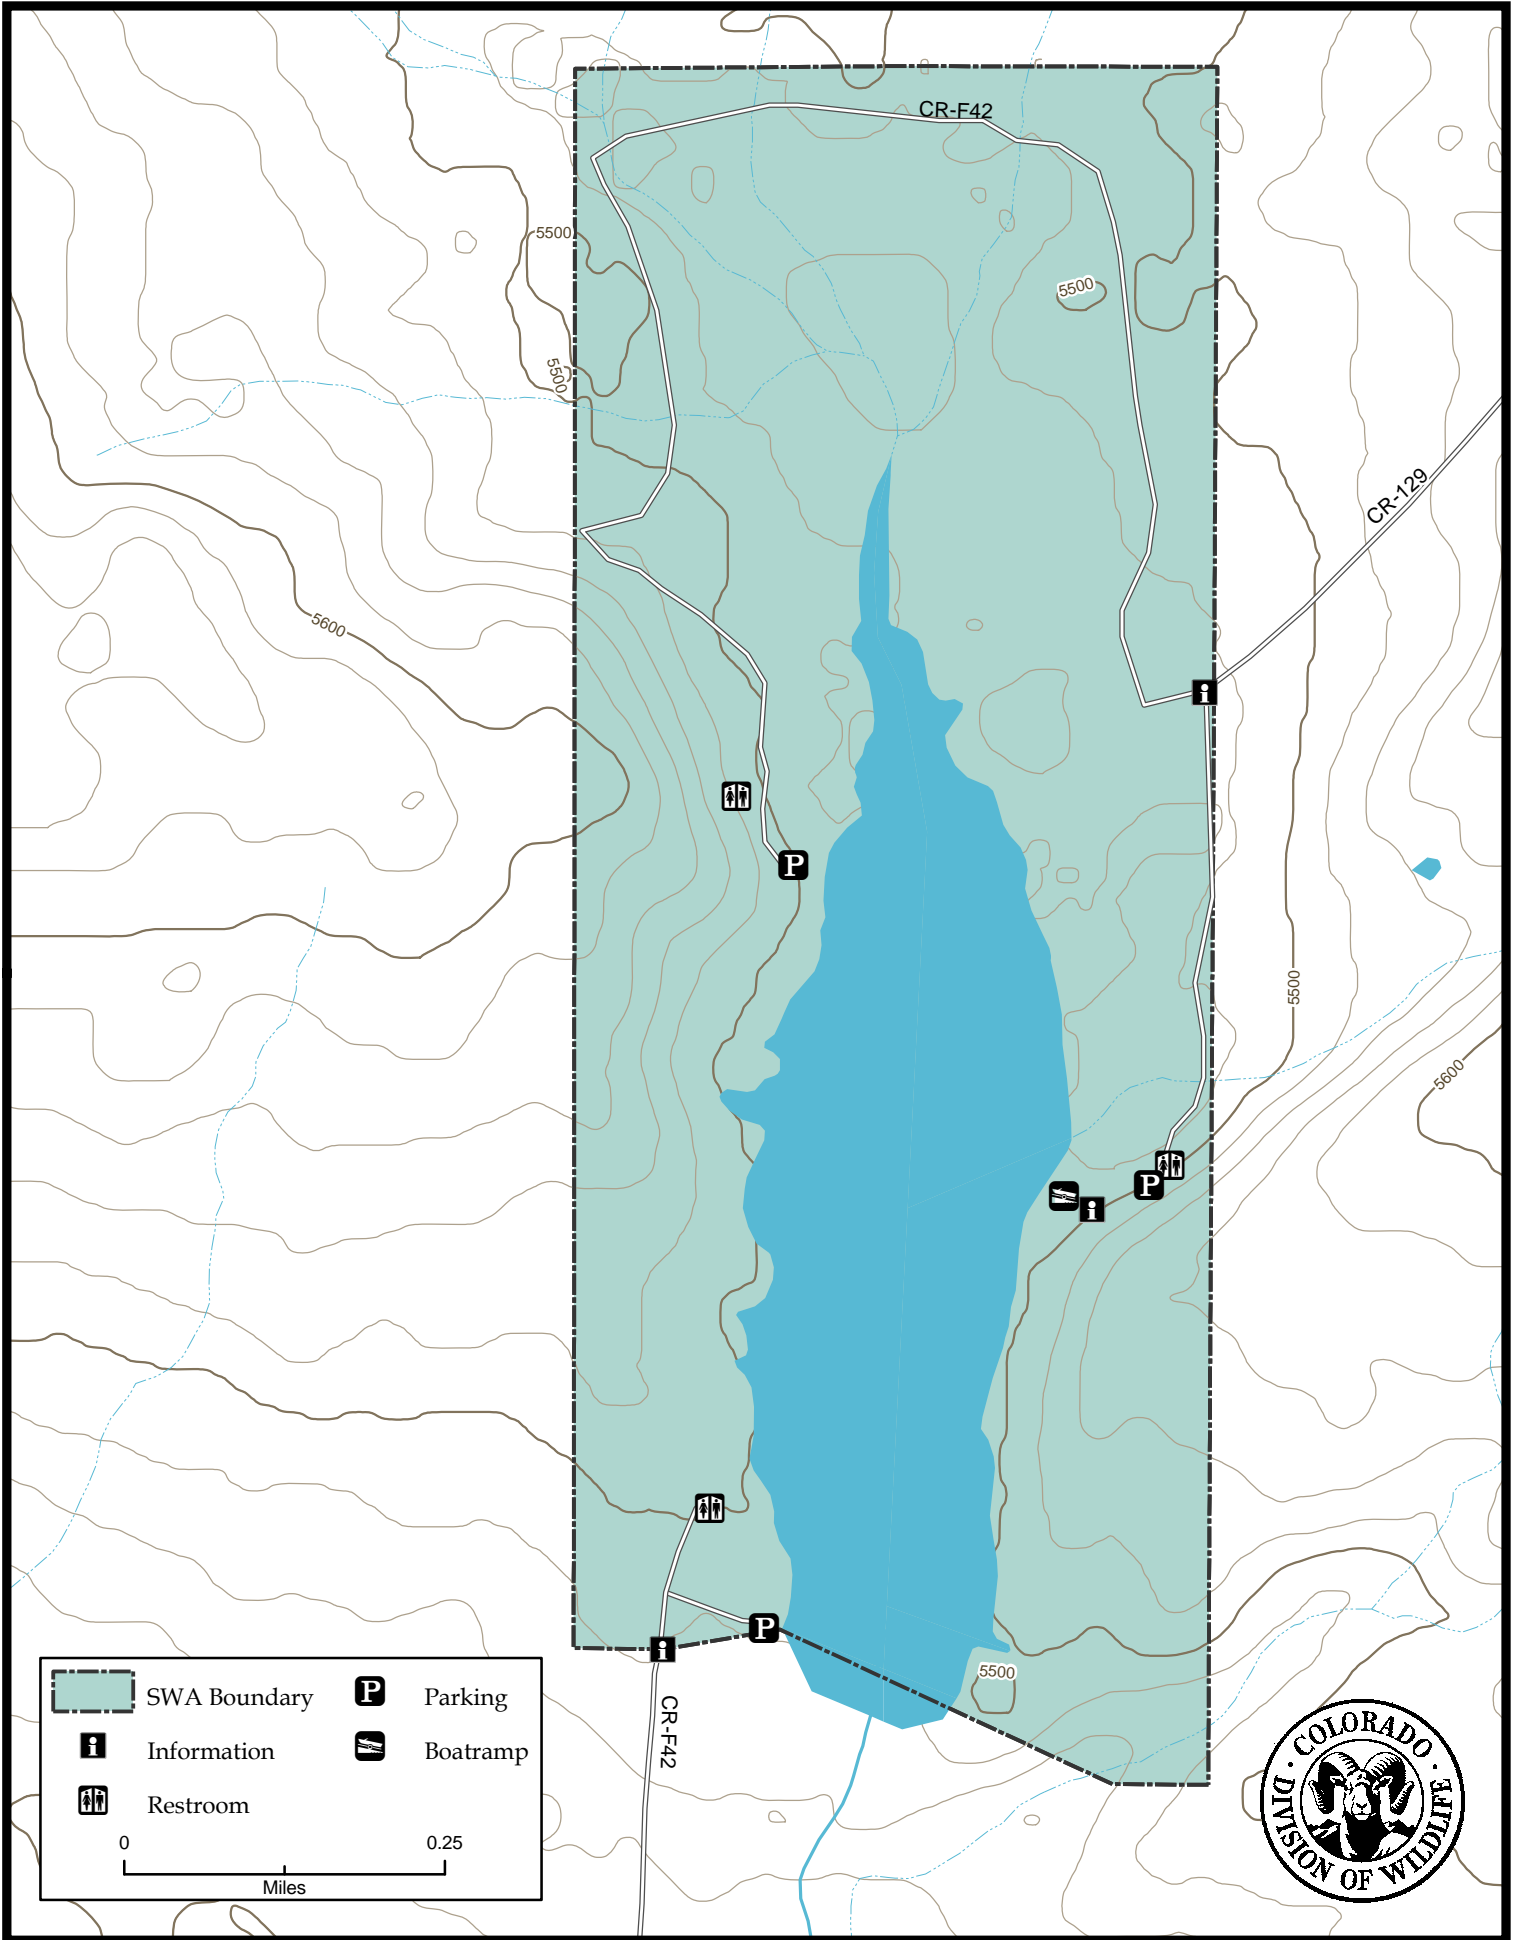 CR-F42
5500
5500
5500
CR-129
5600
5500
5600
5500
CR-F42
SWA Boundary
P Parking
i Information
Boatramp
Restroom
0 0.25
Miles
i
P
P
i
P
i
COLORADO
DIVISION OF WILDLIFE